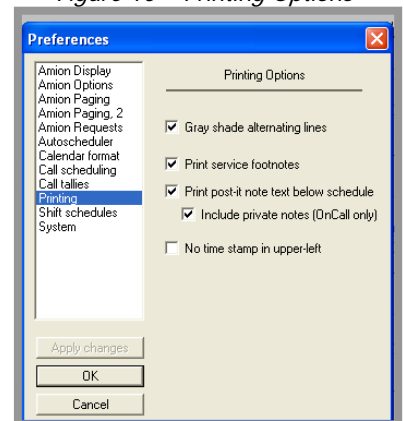 Preferences
Amion Display
Amion Options
Amion Paging
Amion Paging, 2
Amion Requests
Autoscheduler
Calendar format
Call scheduling
Call tallies
Printing
Shift schedules
System
Apply changes
OK
Cancel
Printing Options
Gray shade alternating lines
Print service footnotes
Print post-it note text below schedule
Include private notes (OnCall only)
No time stamp in upper-left